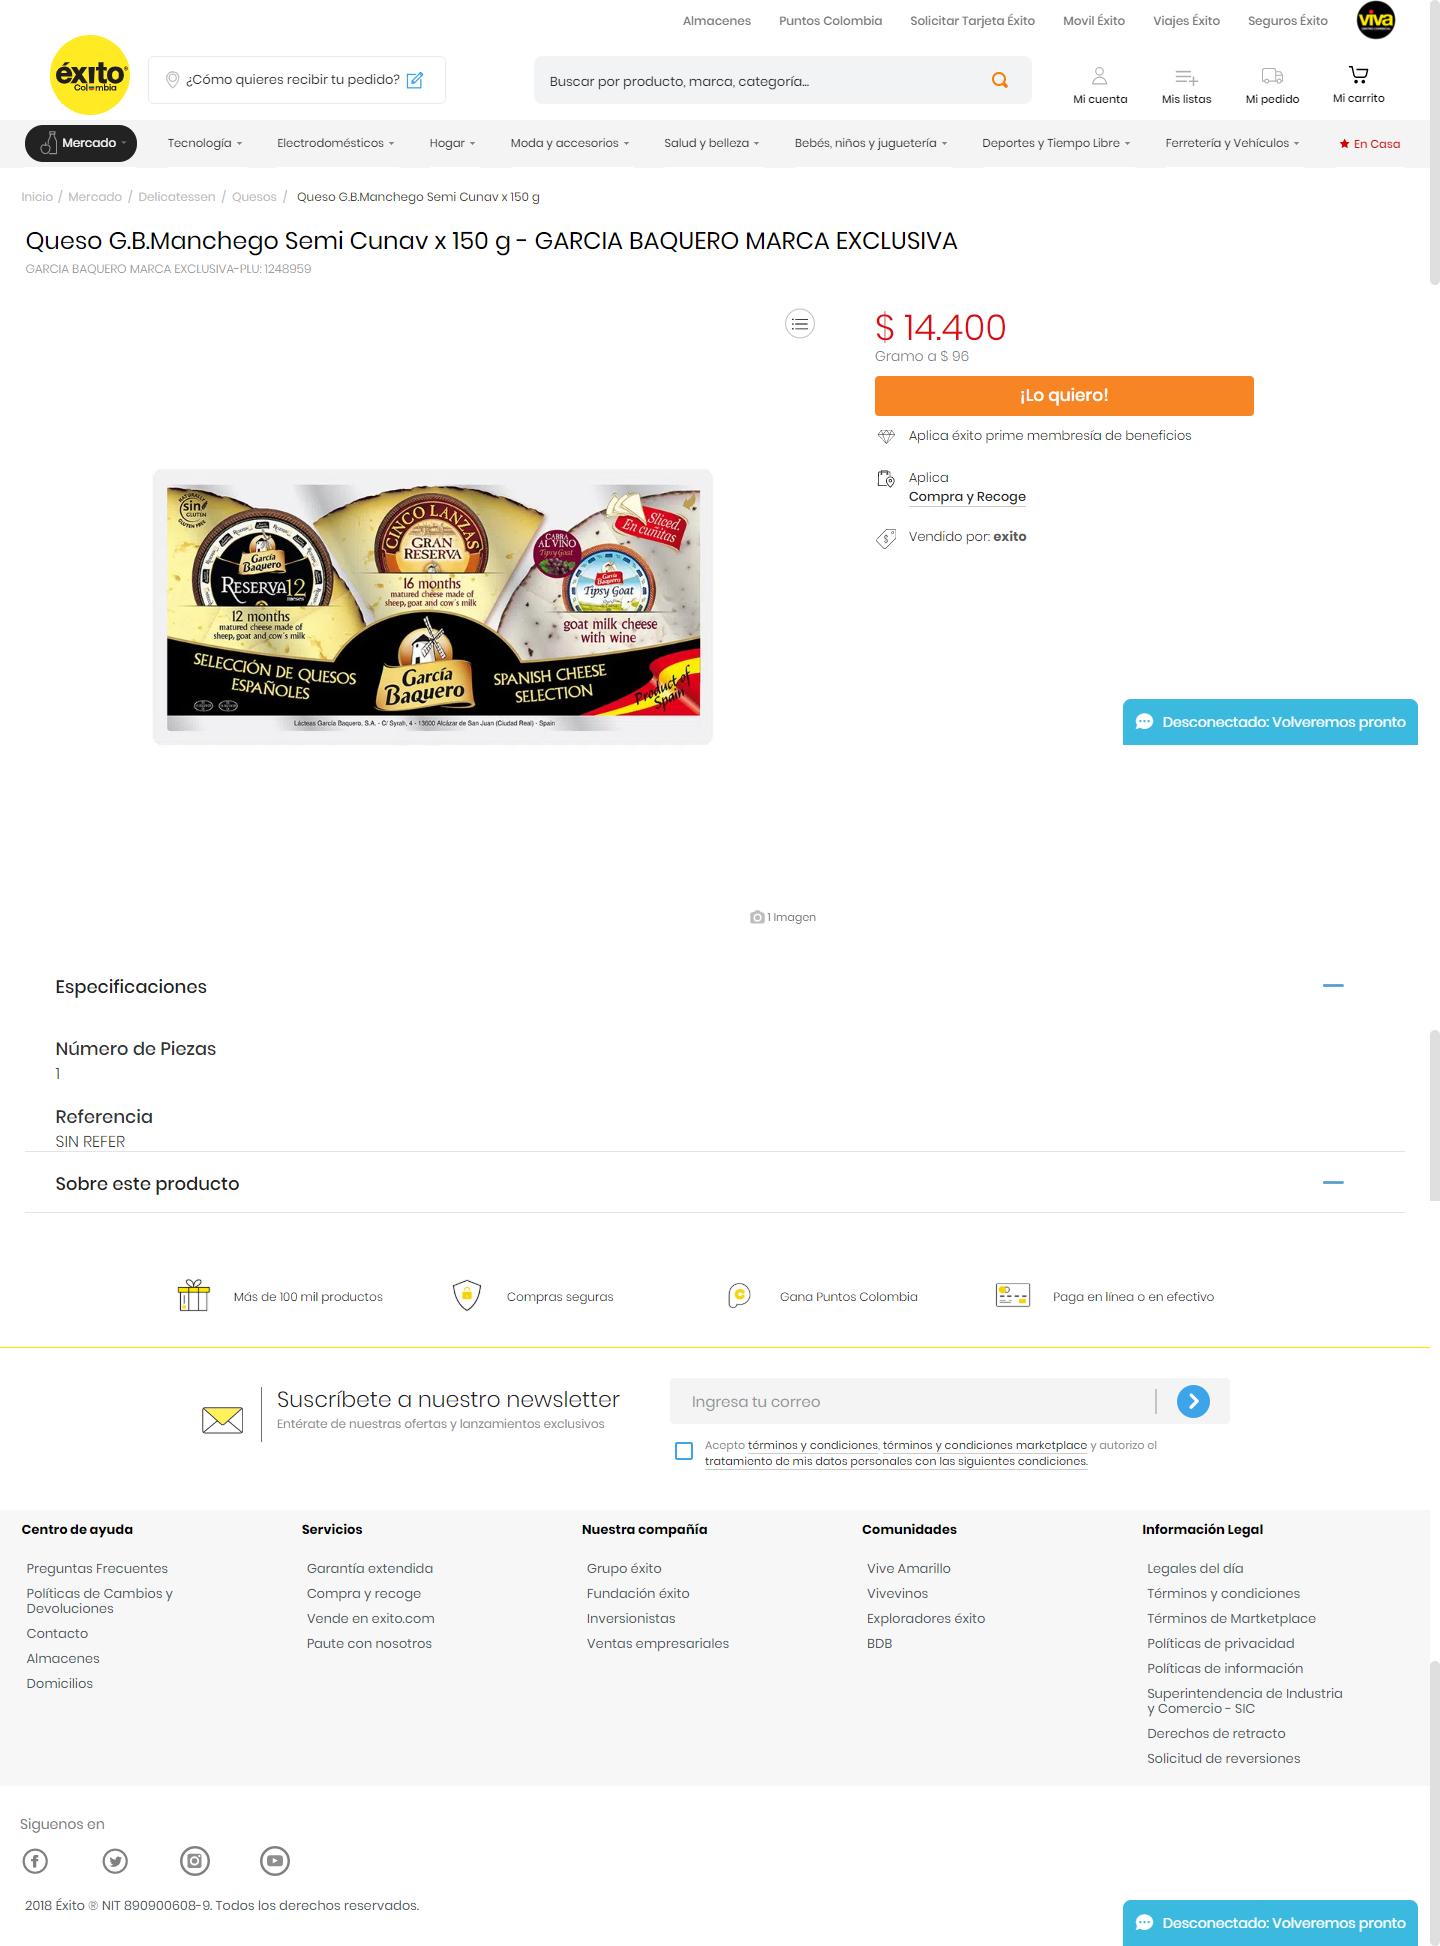 Almacenes Puntos Colombia Solicitar Tarjeta Éxito Movil Éxito Viajes Éxito Seguros Éxito viva
éxito
Colombia
¿Cómo quieres recibir tu pedido?
Buscar por producto, marca, categoría...
Mi cuenta Mis listas Mi pedido Mi carrito
Mercado Tecnología Electrodomésticos Hogar Moda y accesorios Salud y belleza Bebés, niños y juguetería Deportes y Tiempo Libre Ferretería y Vehículos En Casa
Inicio / Mercado / Delicatessen / Quesos / Queso G.B.Manchego Semi Cunav x 150 g
Queso G.B.Manchego Semi Cunav x 150 g - GARCIA BAQUERO MARCA EXCLUSIVA
GARCIA BAQUERO MARCA EXCLUSIVA-PLU: 1248959
$ 14.400
Gramo a $ 96
¡Lo quiero!
Aplica éxito prime membresía de beneficios
Aplica
Compra y Recoge
Vendido por: exito
NATURALLY
sin
GLUTEN
GLUTEN FREE
García
Baquero
RESERVA 12
meses
12 months
matured cheese made of
sheep, goat and cow's milk
CINCO LANZAS
GRAN
RESERVA
16 months
matured cheese made of
sheep, goat and cow's milk
CABRA
AL VINO
Tipsy Goat
Sliced.
En cuñitas
García
Baquero
Tipsy Goat
goat milk cheese
with wine
SELECCIÓN DE QUESOS
ESPAÑOLES
García
Baquero
SPANISH CHEESE
SELECTION
Product of
Spain
Lácteas García Baquero, S.A. - C/ Syrah, 4 - 13600 Alcázar de San Juan (Ciudad Real) - Spain
Desconectado: Volveremos pronto
1 Imagen
Especificaciones
Número de Piezas
1
Referencia
SIN REFER
Sobre este producto
Más de 100 mil productos
Compras seguras
Gana Puntos Colombia
Paga en línea o en efectivo
Suscríbete a nuestro newsletter
Entérate de nuestras ofertas y lanzamientos exclusivos
Ingresa tu correo
Acepto términos y condiciones, términos y condiciones marketplace y autorizo el
tratamiento de mis datos personales con las siguientes condiciones.
Centro de ayuda
Preguntas Frecuentes
Políticas de Cambios y
Devoluciones
Contacto
Almacenes
Domicilios
Servicios
Garantía extendida
Compra y recoge
Vende en exito.com
Paute con nosotros
Nuestra compañía
Grupo éxito
Fundación éxito
Inversionistas
Ventas empresariales
Comunidades
Vive Amarillo
Vivevinos
Exploradores éxito
BDB
Información Legal
Legales del día
Términos y condiciones
Términos de Martketplace
Políticas de privacidad
Políticas de información
Superintendencia de Industria
y Comercio - SIC
Derechos de retracto
Solicitud de reversiones
Siguenos en
2018 Éxito ® NIT 890900608-9. Todos los derechos reservados.
Desconectado: Volveremos pronto